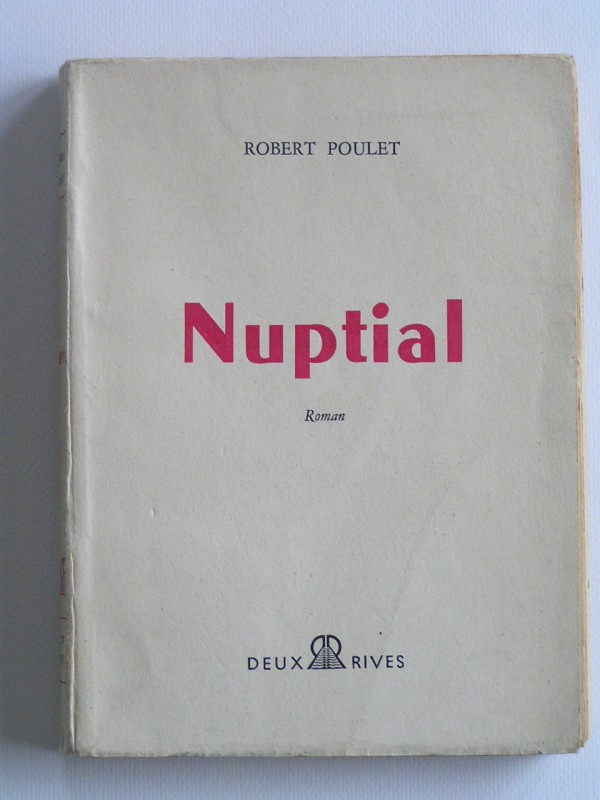 ROBERT POULET
Nuptial
Roman
DEUX RIVES